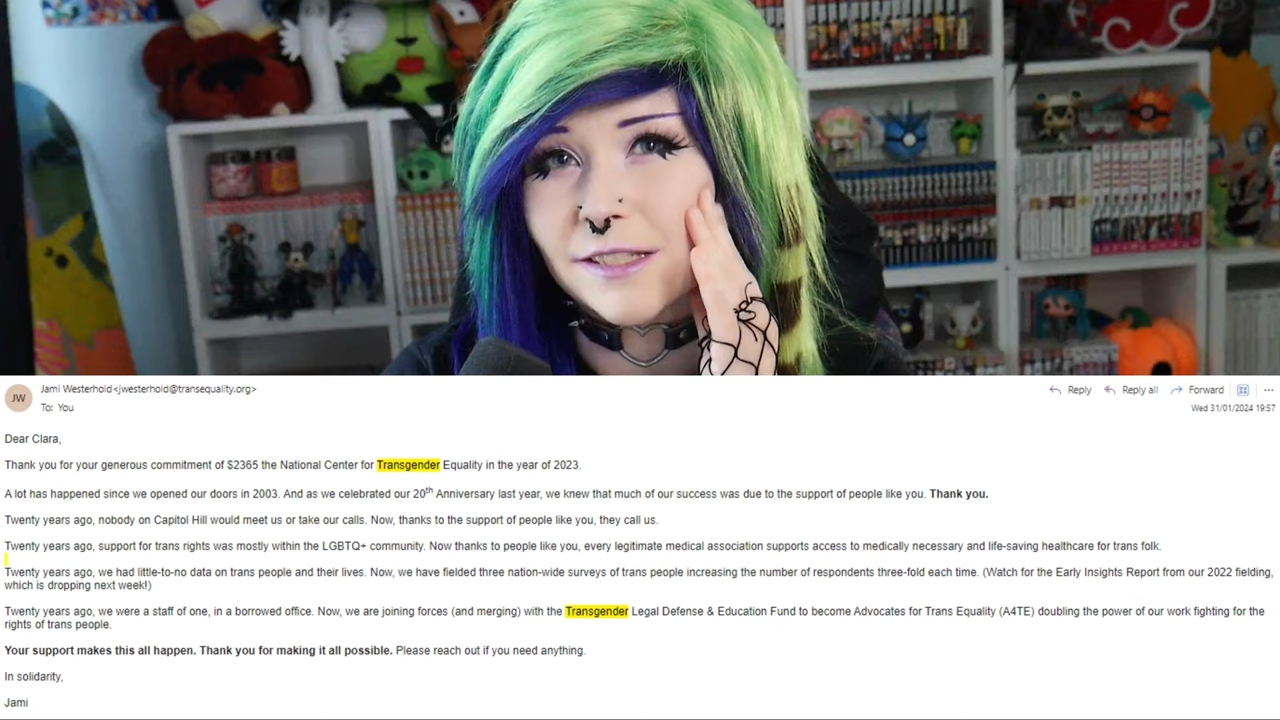 JW
Jami Westerhold<jwesterhold@transequality.org>
To: You
Reply
Reply all
Forward
Wed 31/01/2024 19:57
Dear Clara,
Thank you for your generous commitment of $2365 the National Center for Transgender Equality in the year of 2023.
A lot has happened since we opened our doors in 2003. And as we celebrated our 20th Anniversary last year, we knew that much of our success was due to the support of people like you. Thank you.
Twenty years ago, nobody on Capitol Hill would meet us or take our calls. Now, thanks to the support of people like you, they call us.
Twenty years ago, support for trans rights was mostly within the LGBTQ+ community. Now thanks to people like you, every legitimate medical association supports access to medically necessary and life-saving healthcare for trans folk.
Twenty years ago, we had little-to-no data on trans people and their lives. Now, we have fielded three nation-wide surveys of trans people increasing the number of respondents three-fold each time. (Watch for the Early Insights Report from our 2022 fielding,
which is dropping next week!)
Twenty years ago, we were a staff of one, in a borrowed office. Now, we are joining forces (and merging) with the Transgender Legal Defense & Education Fund to become Advocates for Trans Equality (A4TE) doubling the power of our work fighting for the
rights of trans people.
Your support makes this all happen. Thank you for making it all possible. Please reach out if you need anything.
In solidarity,
Jami